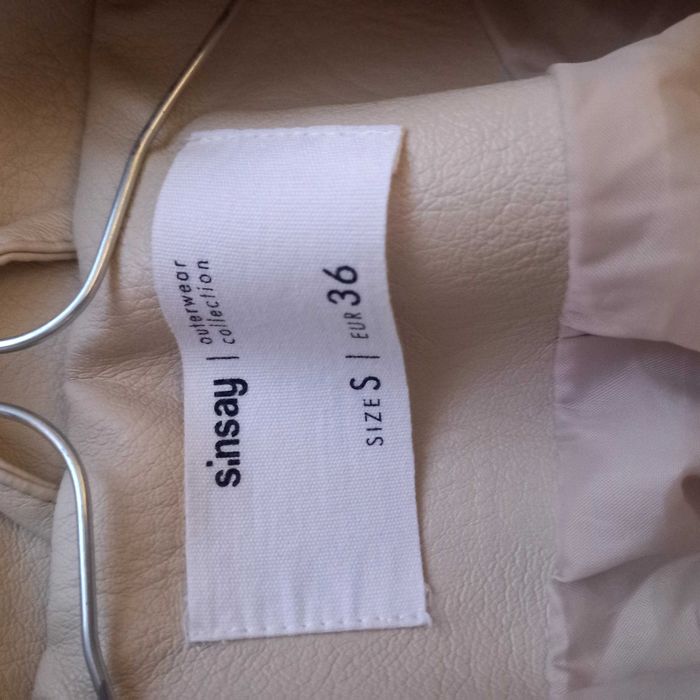 sinsay | outerwear
collection
SIZE S | EUR 36